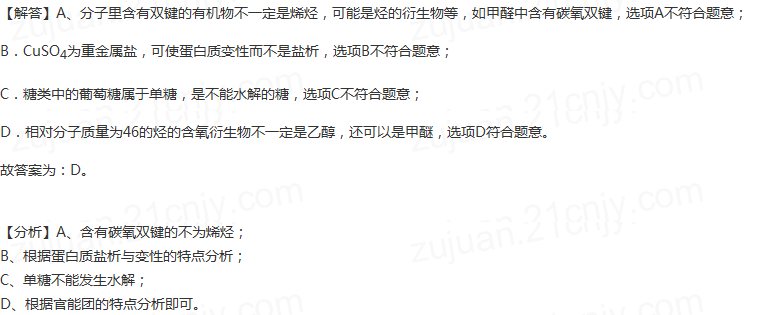 【解答】A、分子里含有双键的有机物不一定是烯烃，可能是烃的衍生物等，如甲醛中含有碳氧双键，选项A不符合题意；
B．CuSO4为重金属盐，可使蛋白质变性而不是盐析，选项B不符合题意；
C．糖类中的葡萄糖属于单糖，是不能水解的糖，选项C不符合题意；
D．相对分子质量为46的烃的含氧衍生物不一定是乙醇，还可以是甲醚，选项D符合题意。
故答案为：D。
【分析】A、含有碳氧双键的不为烯烃；
B、根据蛋白质盐析与变性的特点分析；
C、单糖不能发生水解；
D、根据官能团的特点分析即可。
zujuan.21cnjy.com